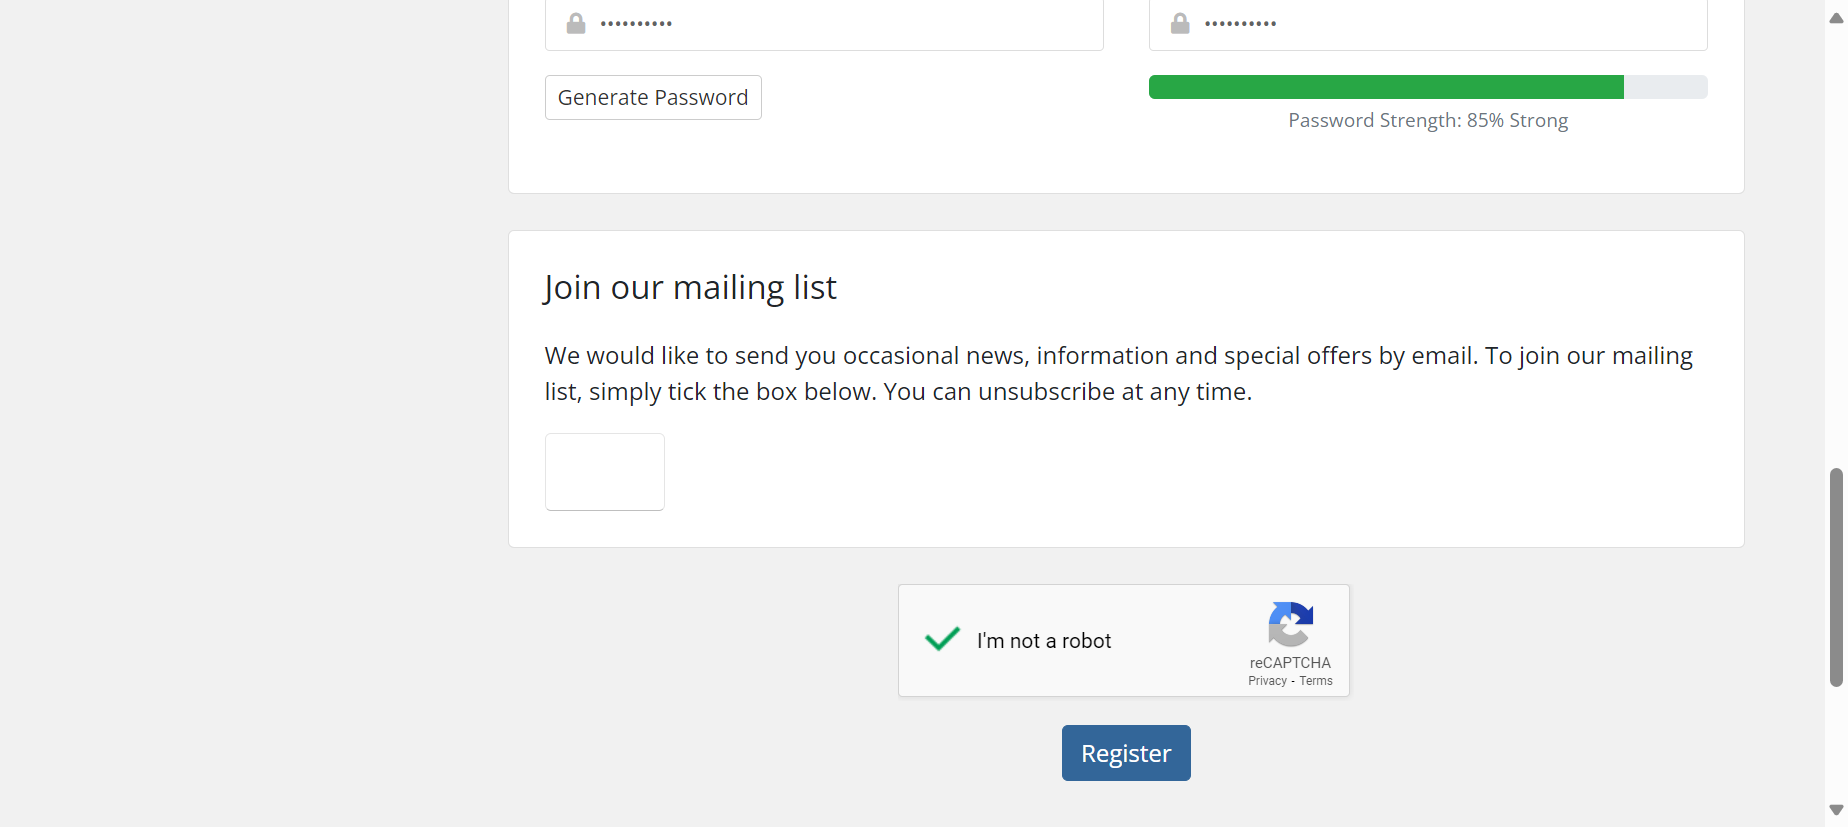 •••••••••• ••••••••••
Generate Password
Password Strength: 85% Strong
Join our mailing list
We would like to send you occasional news, information and special offers by email. To join our mailing
list, simply tick the box below. You can unsubscribe at any time.
I'm not a robot
reCAPTCHA
Privacy - Terms
Register